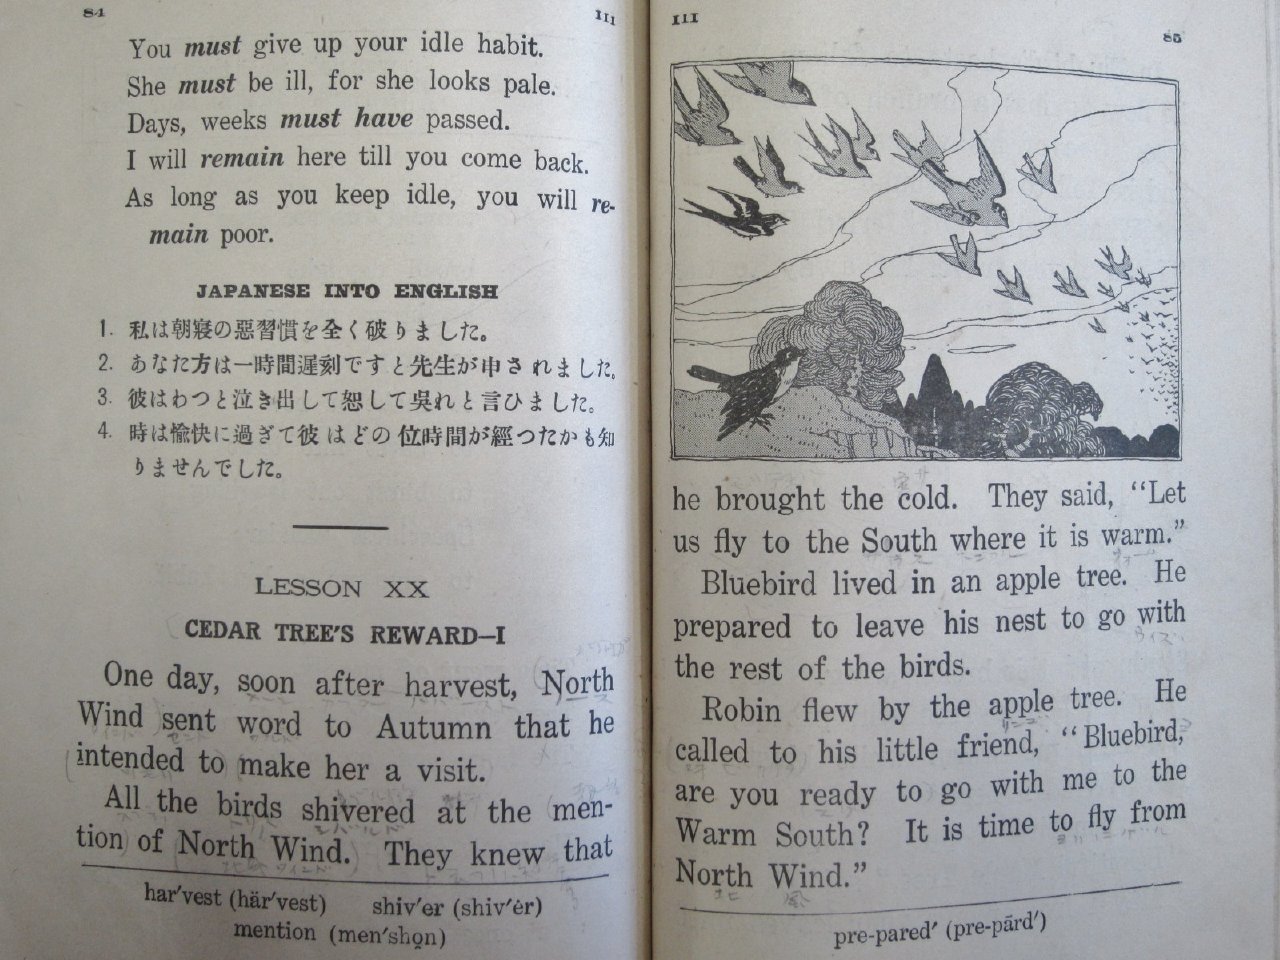 84
III
You must give up your idle habit.
She must be ill, for she looks pale.
Days, weeks must have passed.
I will remain here till you come back.
As long as you keep idle, you will re-
main poor.
JAPANESE INTO ENGLISH
1. 私は朝寢の惡習慣を全く破りました。
2. あなた方は一時間遲刻ですと先生が申されました。
3. 彼はわつと泣き出して恕して吳れと言ひました。
4. 時は愉快に過ぎて彼はどの位時間が經つたかも知
りませんでした。
LESSON XX
CEDAR TREE'S REWARD—I
One day, soon after harvest, North
Wind sent word to Autumn that he
intended to make her a visit.
All the birds shivered at the men-
tion of North Wind. They knew that
har′vest (här′vest) shiv′er (shiv′ẽr)
mention (men′sho̤n)
III
85
he brought the cold. They said, "Let
us fly to the South where it is warm."
Bluebird lived in an apple tree. He
prepared to leave his nest to go with
the rest of the birds.
Robin flew by the apple tree. He
called to his little friend, "Bluebird,
are you ready to go with me to the
Warm South? It is time to fly from
North Wind."
北 風
pre-pared′ (pre-pãrd′)